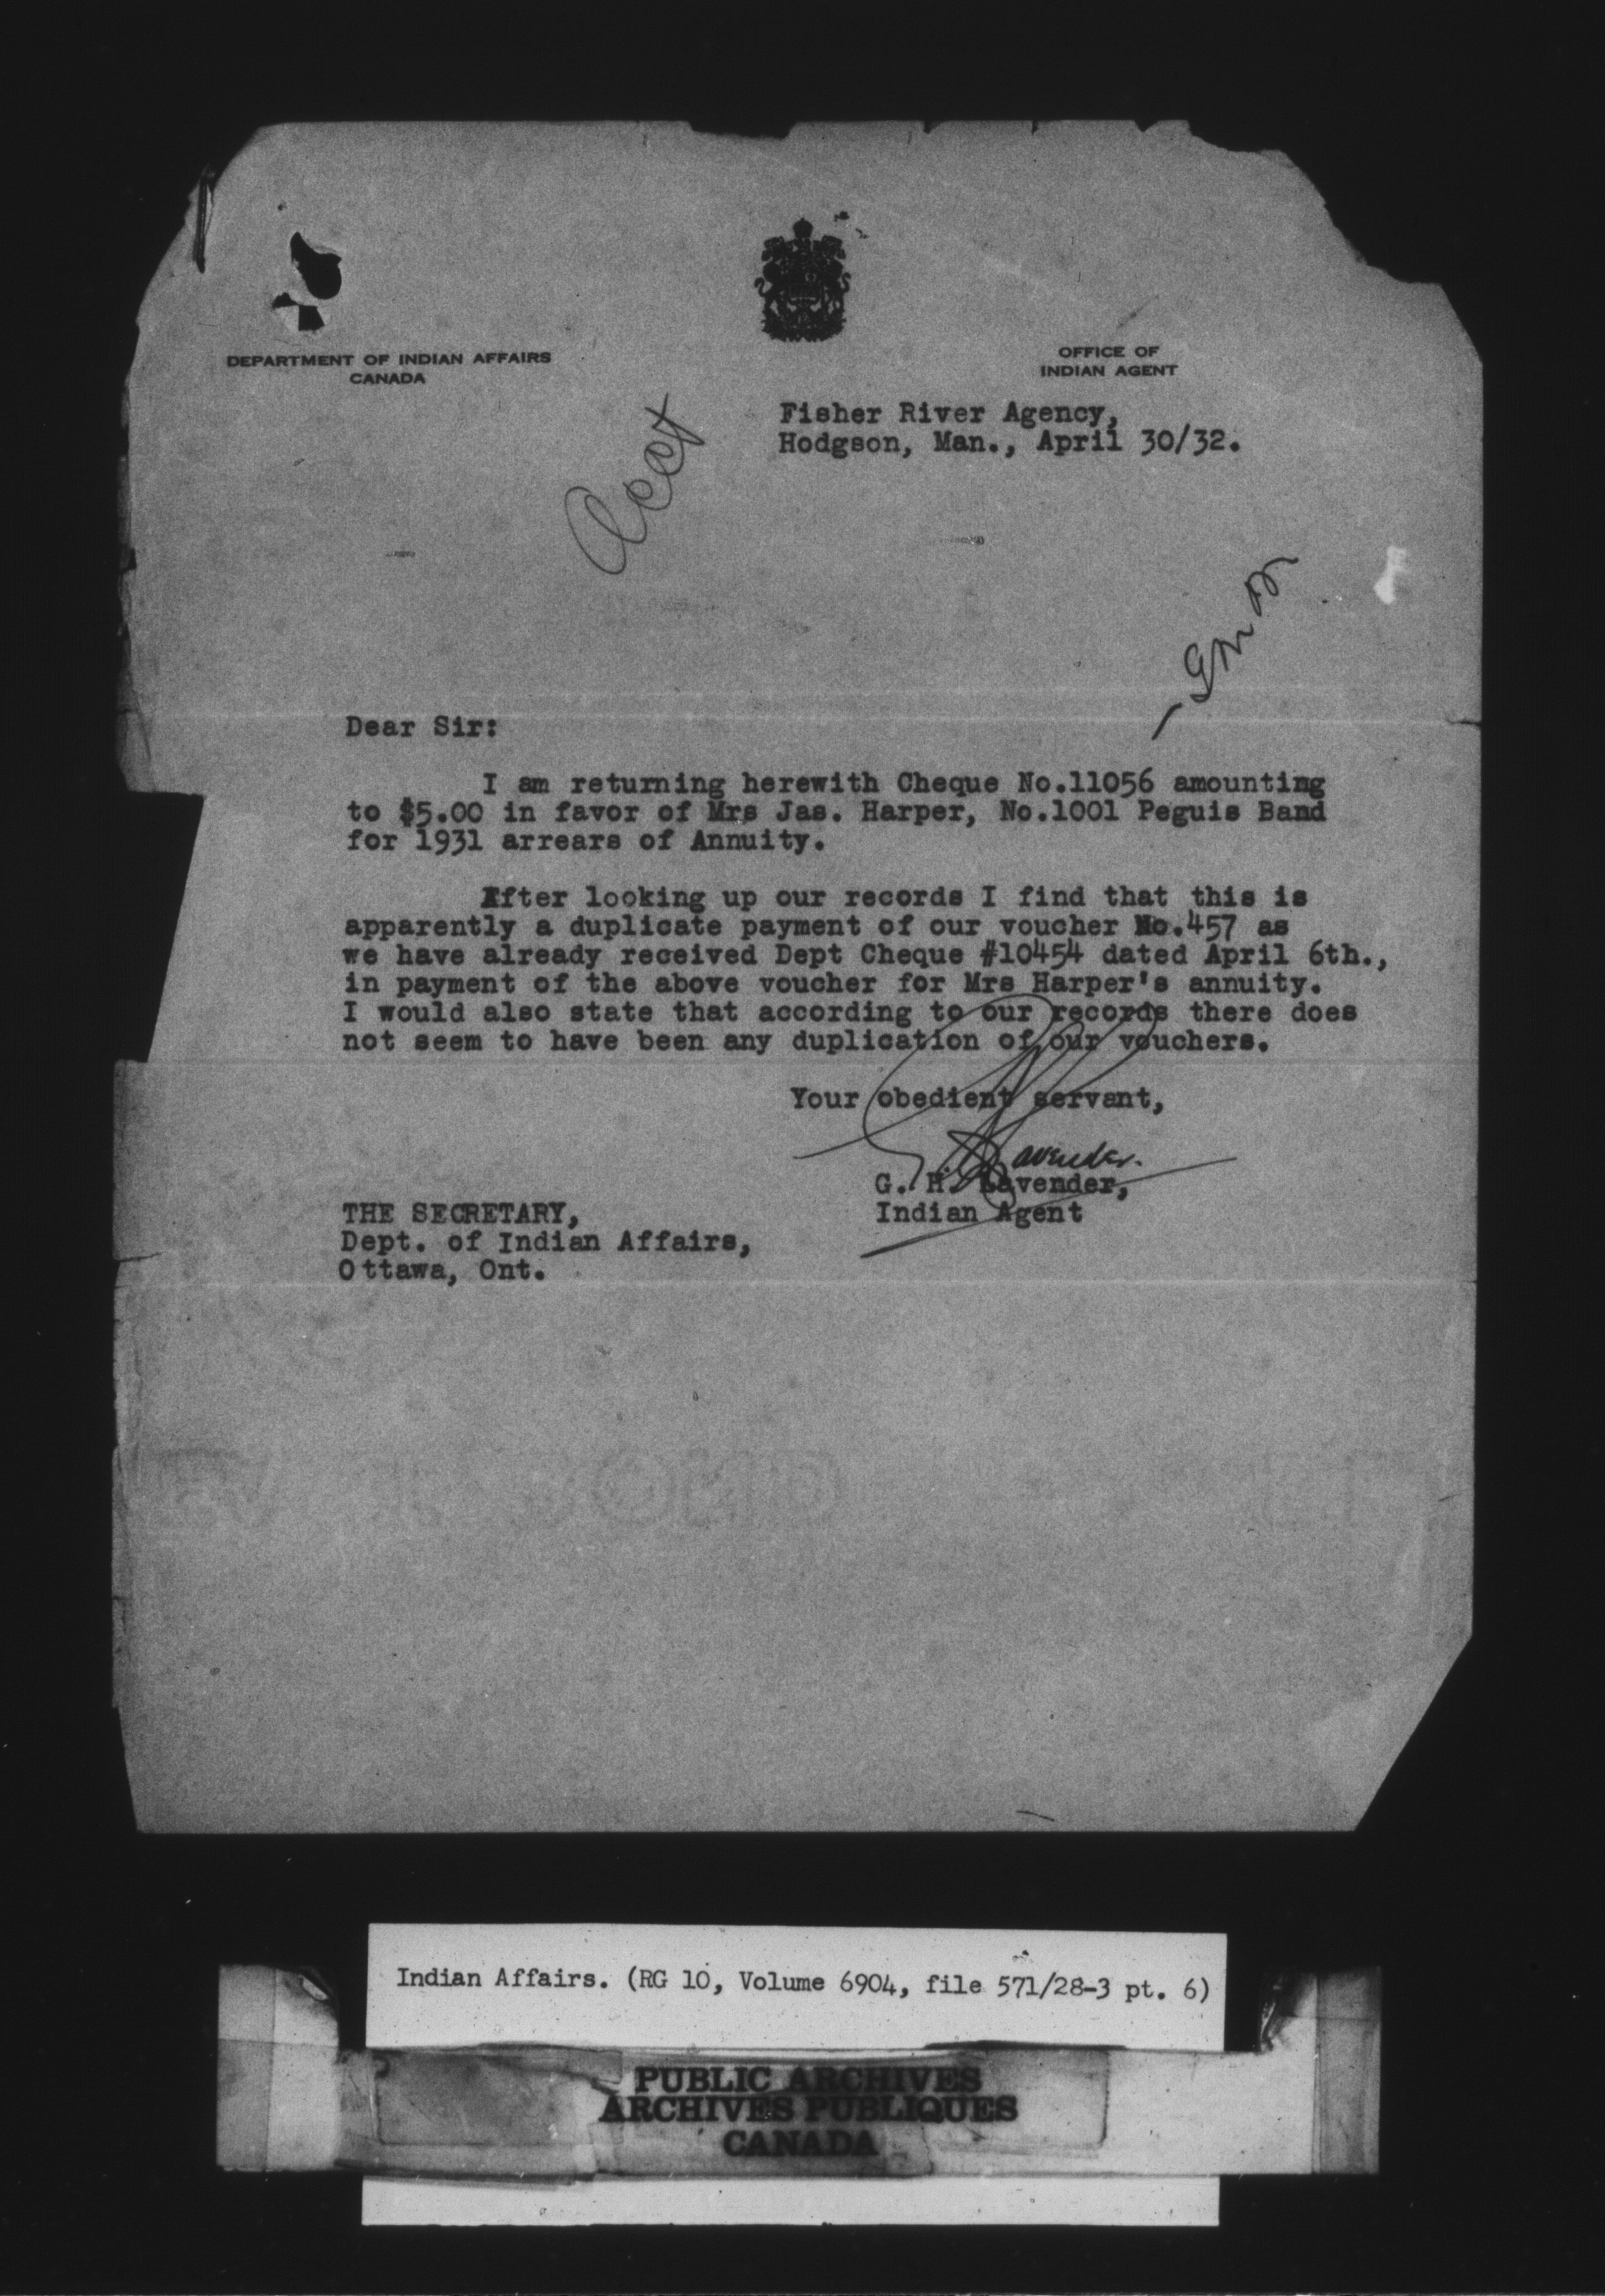 DEPARTMENT OF INDIAN AFFAIRS
CANADA
OFFICE OF
INDIAN AGENT
Fisher River Agency,
Hodgson, Man., April 30/32.
Acct
Dear Sir:
I am returning herewith Cheque No.11056 amounting
to $5.00 in favor of Mrs Jas. Harper, No.1001 Peguis Band
for 1931 arrears of Annuity.
After looking up our records I find that this is
apparently a duplicate payment of our voucher No.457 as
we have already received Dept Cheque #10454 dated April 6th.,
in payment of the above voucher for Mrs Harper's annuity.
I would also state that according to our records there does
not seem to have been any duplication of our vouchers.
Your obedient servant,
G. H. Lavender,
Indian Agent
THE SECRETARY,
Dept. of Indian Affairs,
Ottawa, Ont.
Indian Affairs. (RG 10, Volume 6904, file 571/28-3 pt. 6)
PUBLIC ARCHIVES
ARCHIVES PUBLIQUES
CANADA